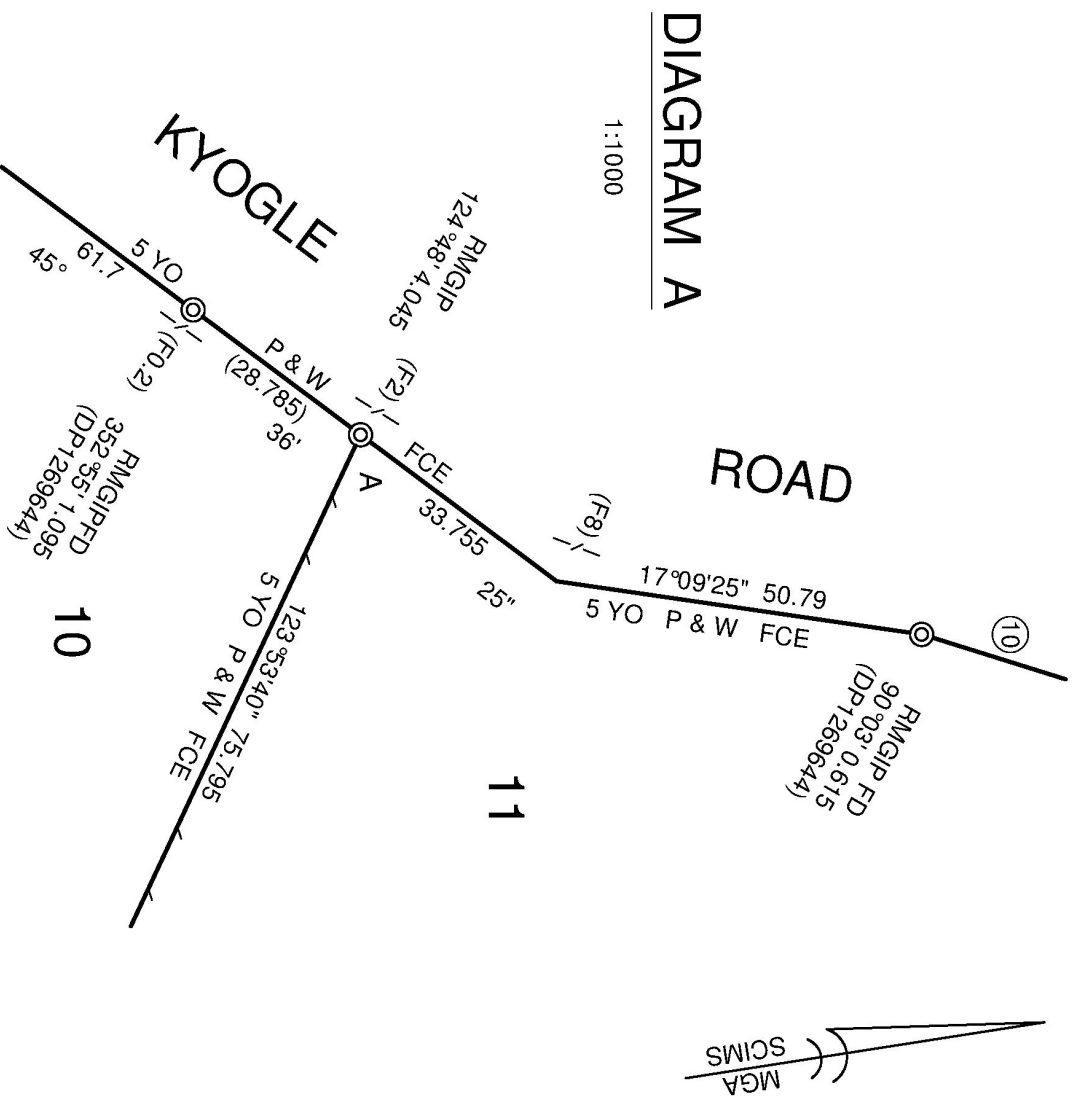 DIAGRAM A
1:1000
KYOGLE
ROAD
RMGIP
124°48' 4.045
(F2)
(F8)
(F0.2)
45°
61.7
5 YO
P & W
(28.785)
36'
FCE
33.755
25"
A
17°09'25" 50.79
5 YO P & W FCE
10
RMGIP FD
90°03' 0.615
(DP1269644)
RMGIPFD
352°55' 1.095
(DP1269644)
123°53'40" 75.795
5 YO P & W FCE
10
11
MGA
SCIMS